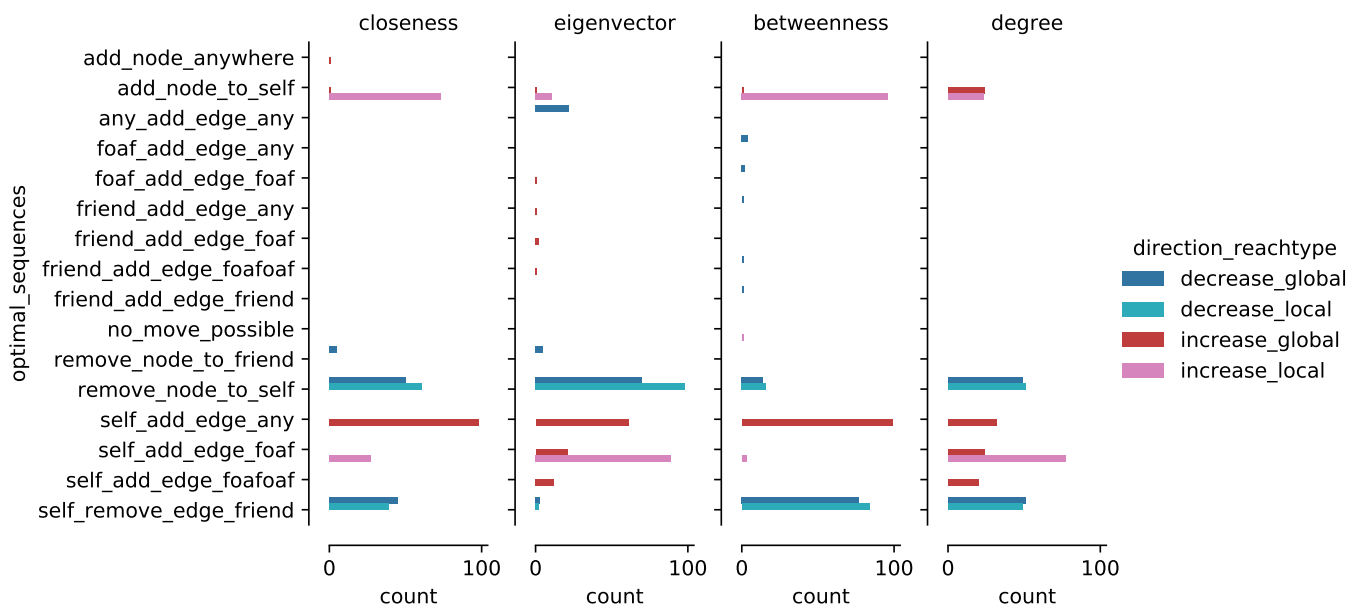 closeness eigenvector betweenness degree
add_node_anywhere
add_node_to_self
any_add_edge_any
foaf_add_edge_any
foaf_add_edge_foaf
friend_add_edge_any
friend_add_edge_foaf
friend_add_edge_foafoaf
friend_add_edge_friend
no_move_possible
remove_node_to_friend
remove_node_to_self
self_add_edge_any
self_add_edge_foaf
self_add_edge_foafoaf
self_remove_edge_friend
optimal_sequences
0 100 0 100 0 100 0 100
count count count count
direction_reachtype
decrease_global
decrease_local
increase_global
increase_local